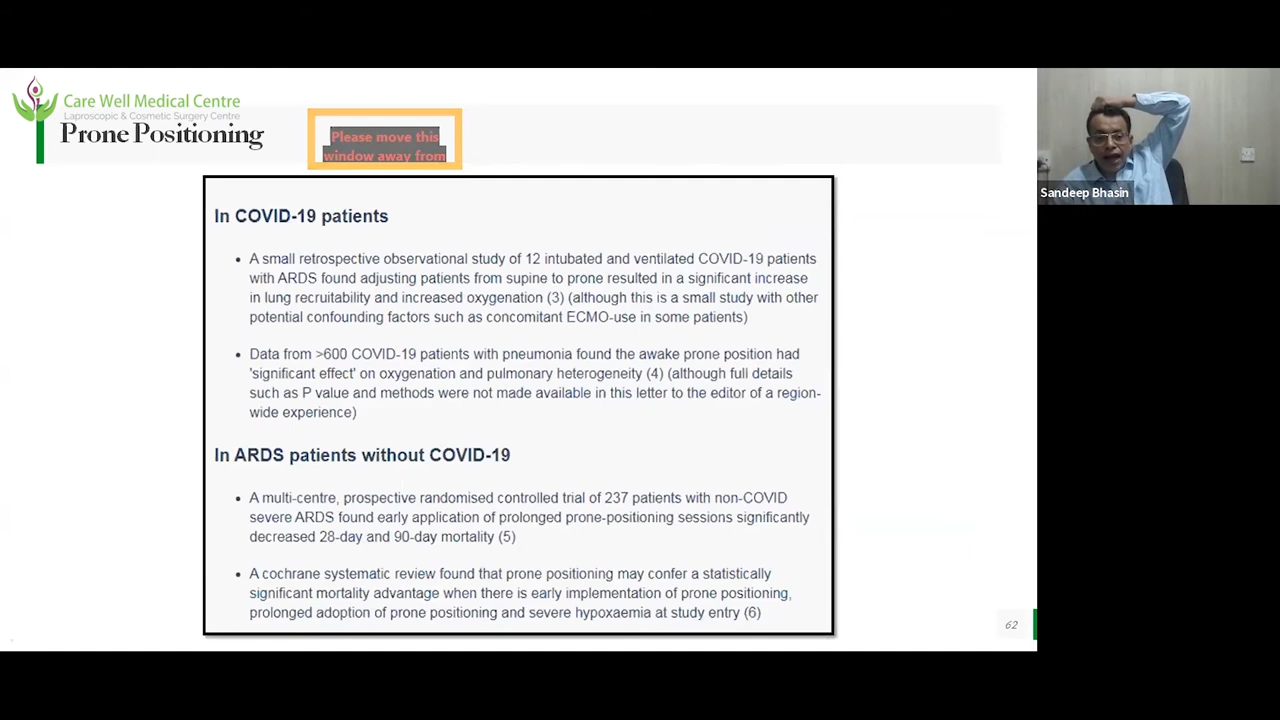 Care Well Medical Centre
Laproscopic & Cosmetic Surgery Centre
Prone Positioning
Please move this
window away from
Sandeep Bhasin
In COVID-19 patients
• A small retrospective observational study of 12 intubated and ventilated COVID-19 patients
with ARDS found adjusting patients from supine to prone resulted in a significant increase
in lung recruitability and increased oxygenation (3) (although this is a small study with other
potential confounding factors such as concomitant ECMO-use in some patients)
• Data from >600 COVID-19 patients with pneumonia found the awake prone position had
'significant effect' on oxygenation and pulmonary heterogeneity (4) (although full details
such as P value and methods were not made available in this letter to the editor of a region-
wide experience)
In ARDS patients without COVID-19
• A multi-centre, prospective randomised controlled trial of 237 patients with non-COVID
severe ARDS found early application of prolonged prone-positioning sessions significantly
decreased 28-day and 90-day mortality (5)
• A cochrane systematic review found that prone positioning may confer a statistically
significant mortality advantage when there is early implementation of prone positioning,
prolonged adoption of prone positioning and severe hypoxaemia at study entry (6)
62